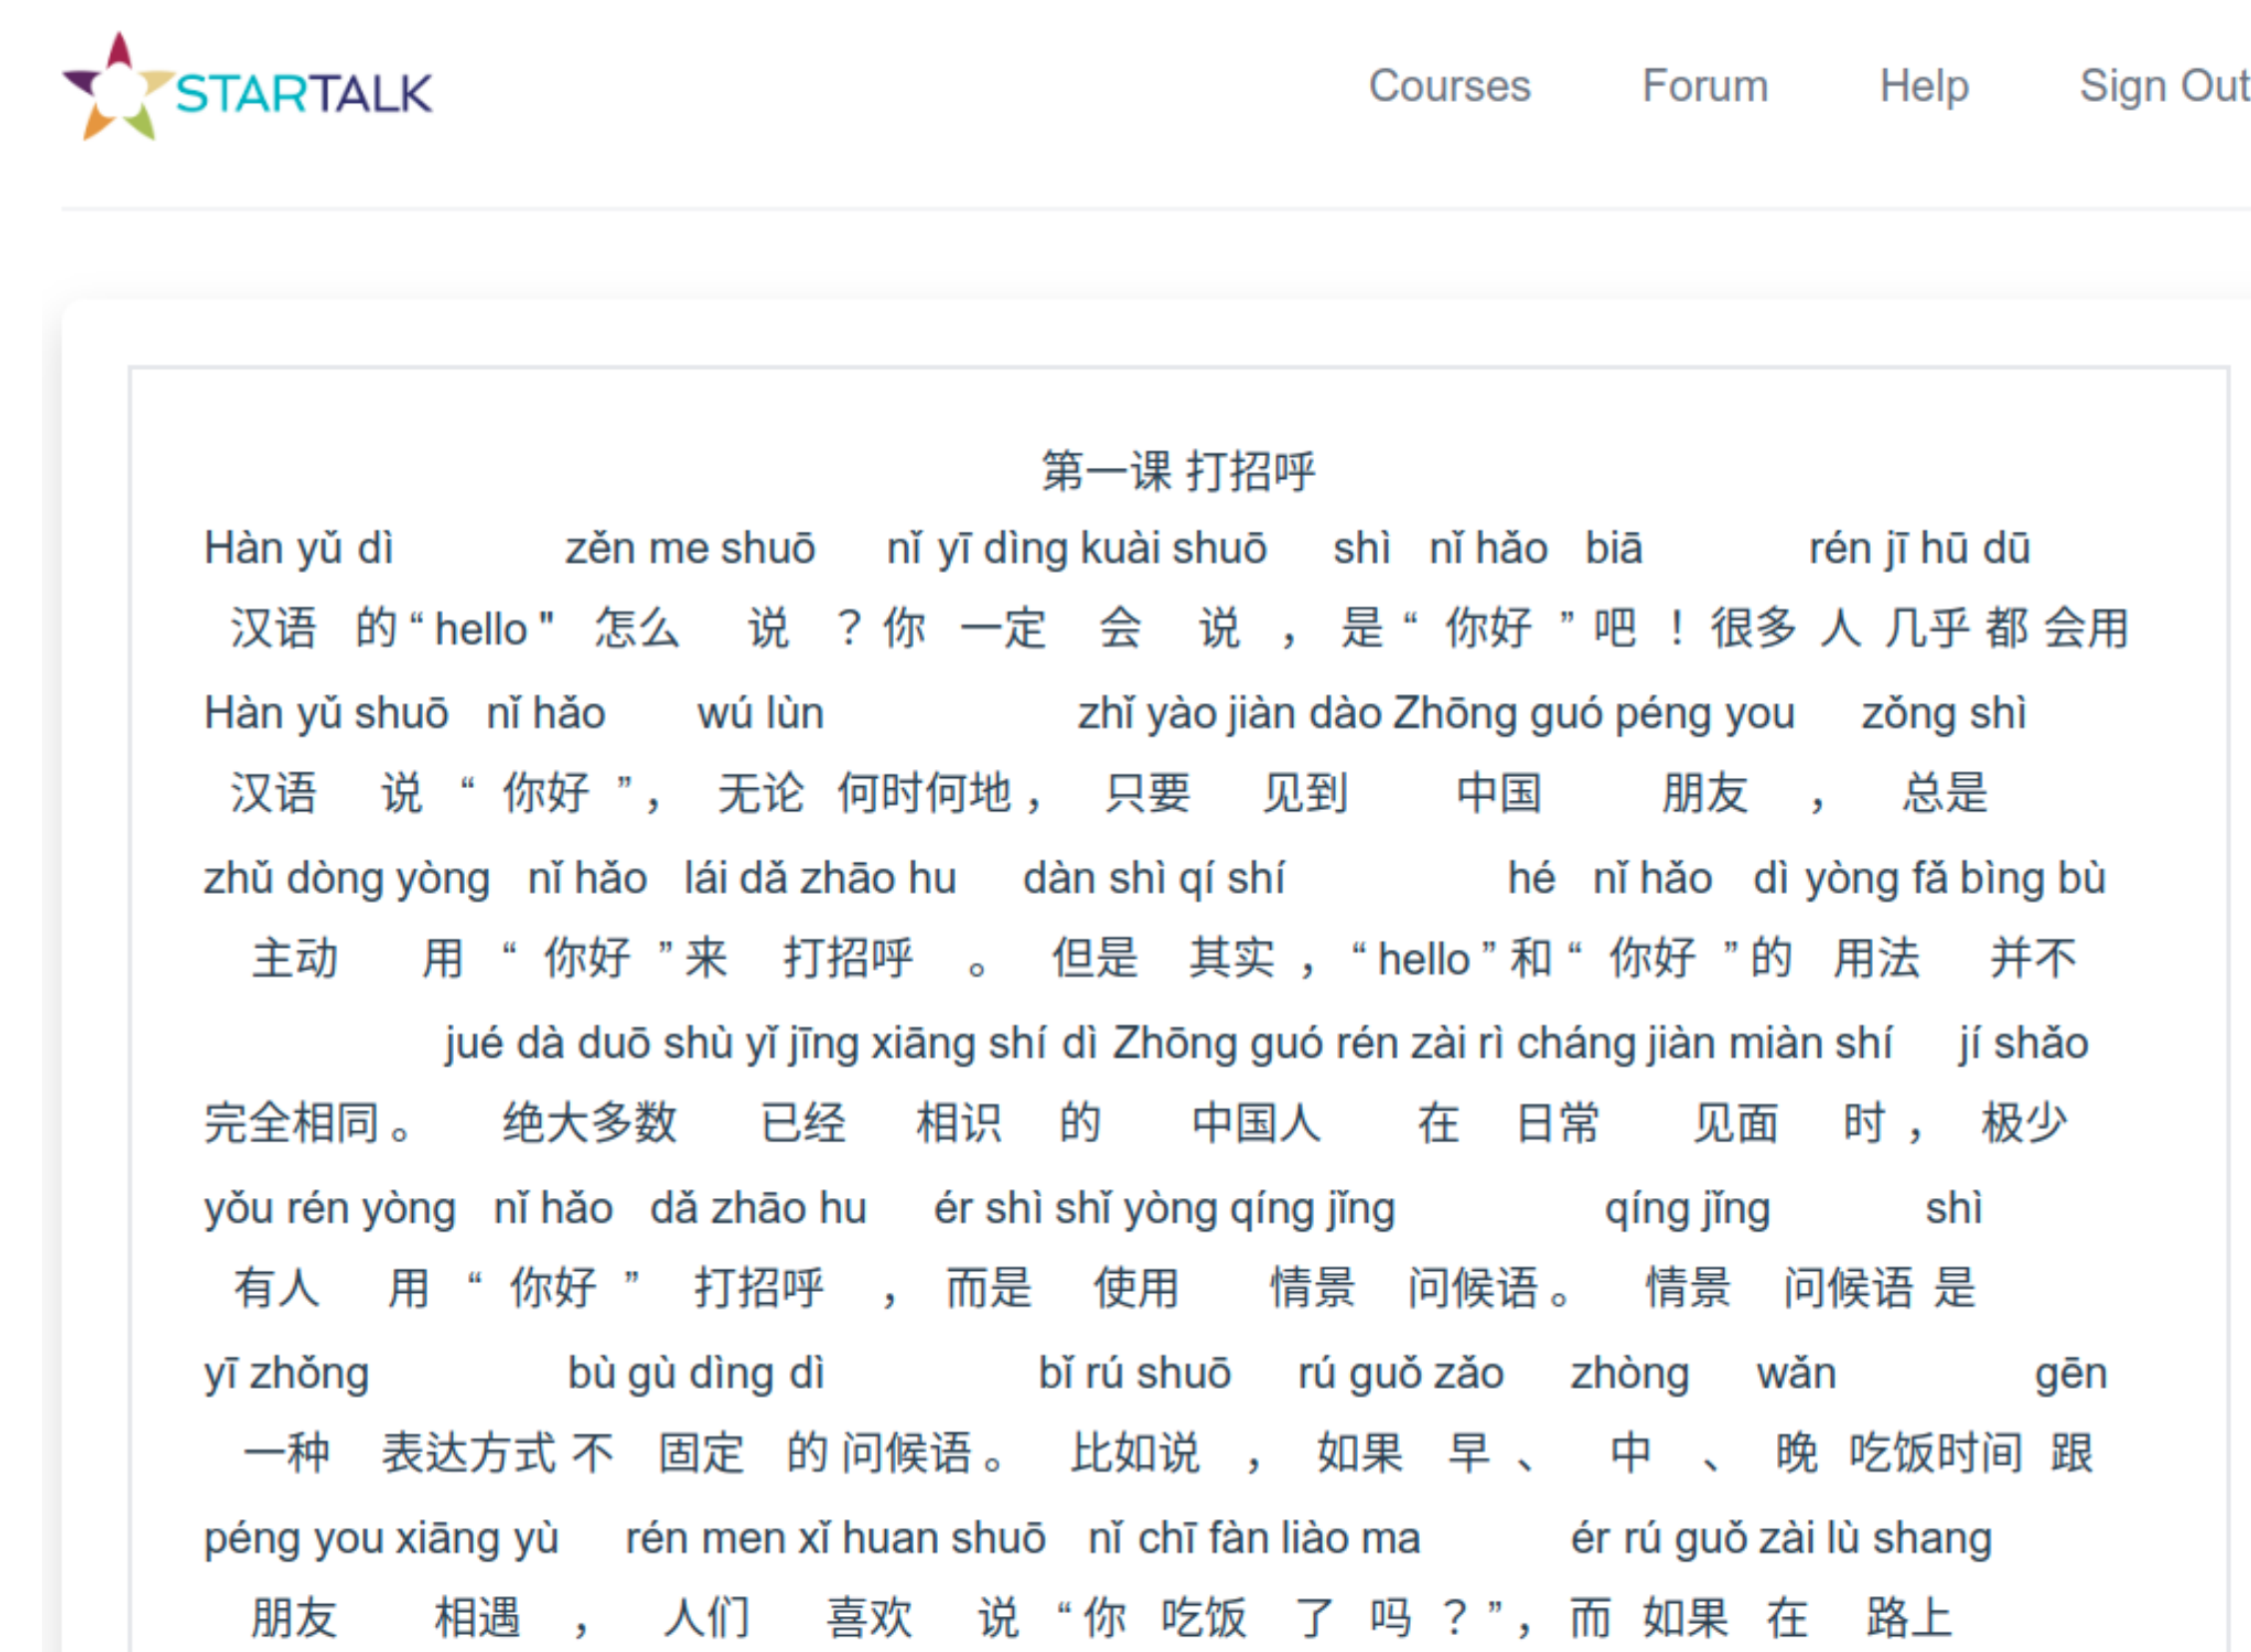 STARTALK
Courses Forum Help Sign Out
第一课 打招呼
Hàn yǔ dì zěn me shuō nǐ yī dìng kuài shuō shì nǐ hǎo biā rén jī hū dū
汉语 的 “ hello " 怎么 说 ？ 你 一定 会 说 ， 是 “ 你好 ” 吧 ！ 很多 人 几乎 都 会用
Hàn yǔ shuō nǐ hǎo wú lùn zhǐ yào jiàn dào Zhōng guó péng you zǒng shì
汉语 说 “ 你好 ” ， 无论 何时何地 ， 只要 见到 中国 朋友 ， 总是
zhǔ dòng yòng nǐ hǎo lái dǎ zhāo hu dàn shì qí shí hé nǐ hǎo dì yòng fǎ bìng bù
主动 用 “ 你好 ” 来 打招呼 。 但是 其实 ， “ hello ” 和 “ 你好 ” 的 用法 并不
jué dà duō shù yǐ jīng xiāng shí dì Zhōng guó rén zài rì cháng jiàn miàn shí jí shǎo
完全相同 。 绝大多数 已经 相识 的 中国人 在 日常 见面 时 ， 极少
yǒu rén yòng nǐ hǎo dǎ zhāo hu ér shì shǐ yòng qíng jǐng qíng jǐng shì
有人 用 “ 你好 ” 打招呼 ， 而是 使用 情景 问候语 。 情景 问候语 是
yī zhǒng bù gù dìng dì bǐ rú shuō rú guǒ zǎo zhòng wǎn gēn
一种 表达方式 不 固定 的 问候语 。 比如说 ， 如果 早 、 中 、 晚 吃饭时间 跟
péng you xiāng yù rén men xǐ huan shuō nǐ chī fàn liào ma ér rú guǒ zài lù shang
朋友 相遇 ， 人们 喜欢 说 “ 你 吃饭 了 吗 ？ ” ， 而 如果 在 路上